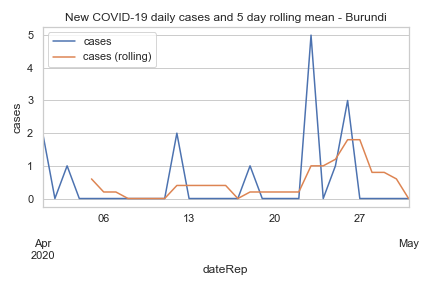 New COVID-19 daily cases and 5 day rolling mean - Burundi
cases
cases (rolling)
5
4
3
2
1
0
cases
06
13
20
27
Apr
2020
May
dateRep